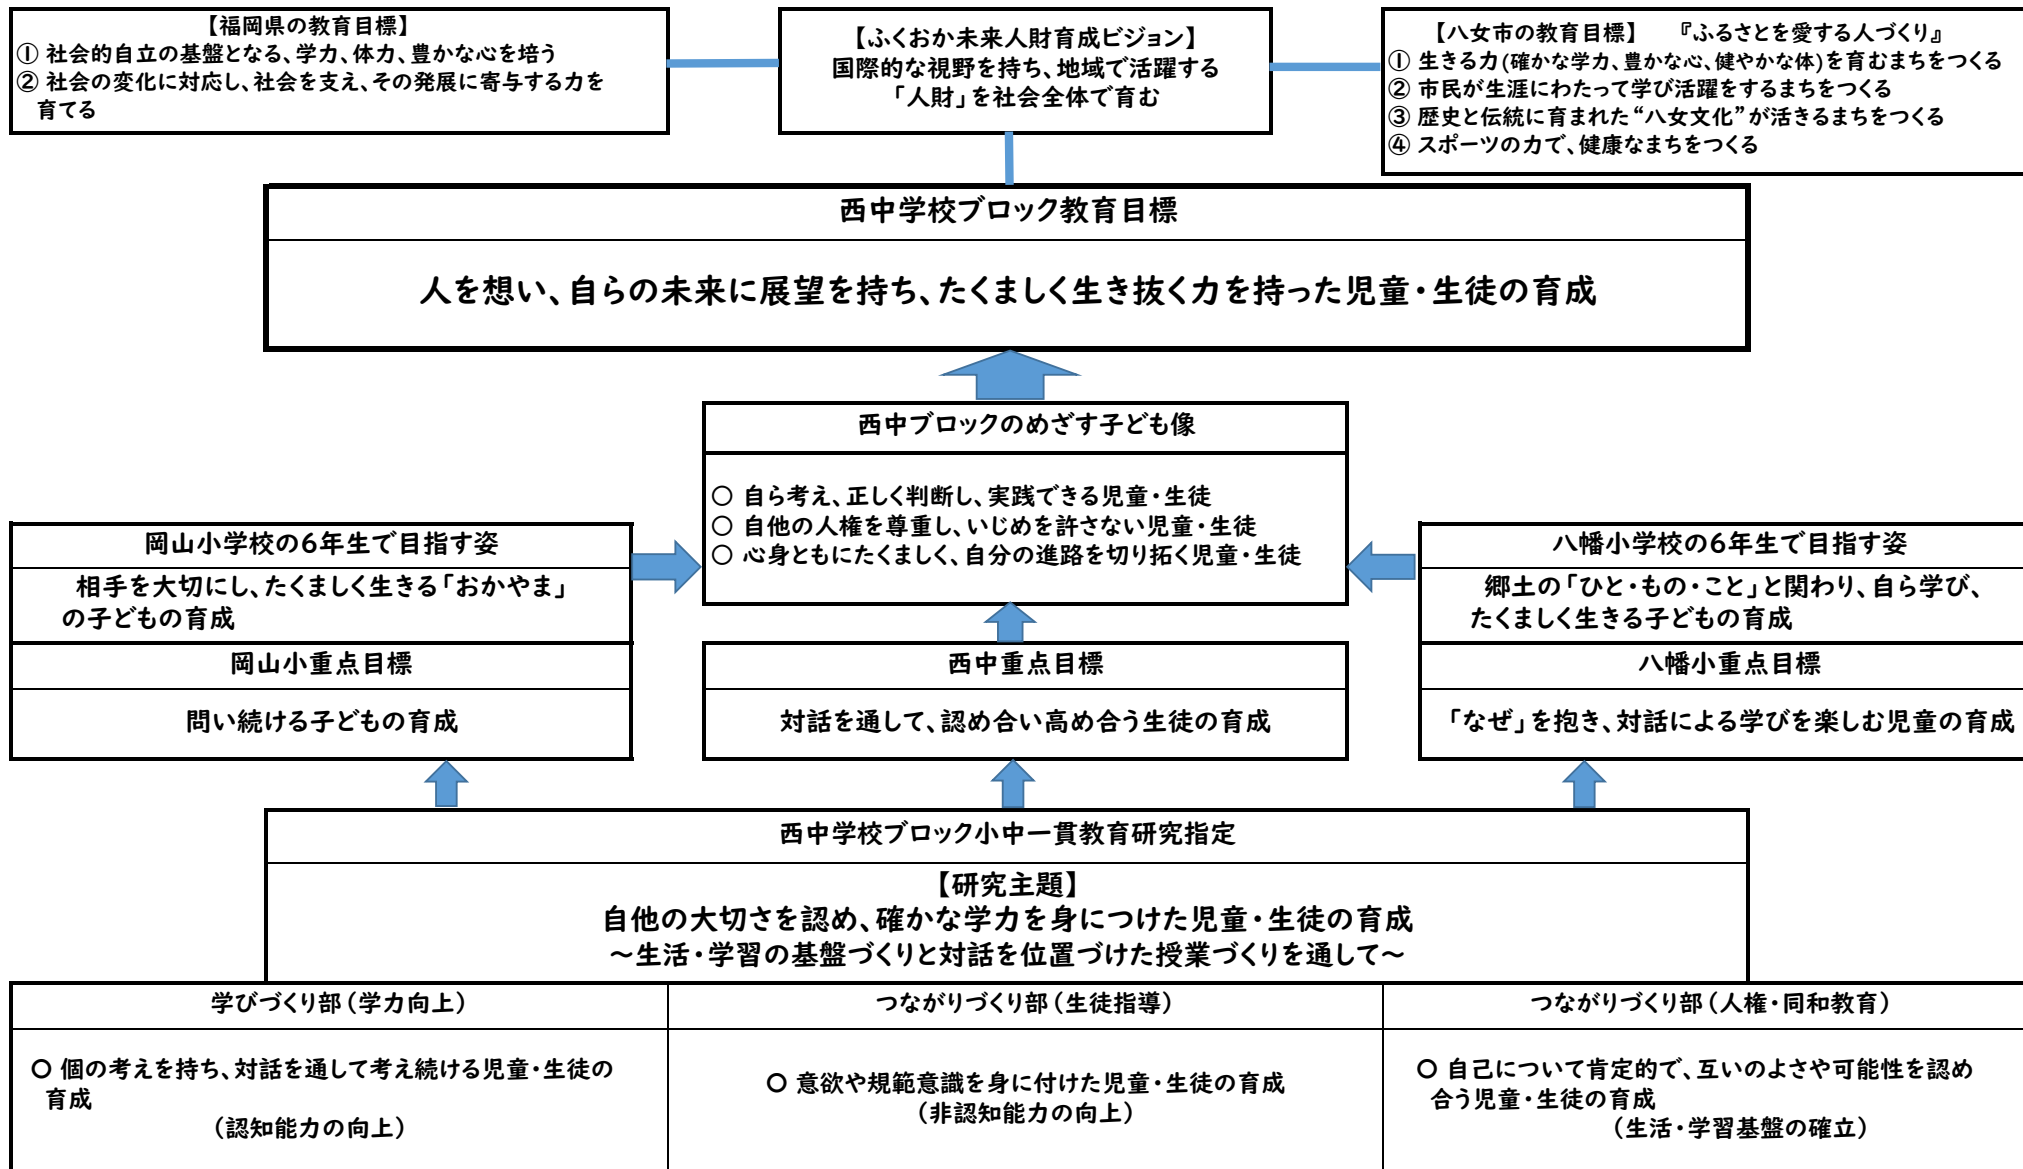 【福岡県の教育目標】
① 社会的自立の基盤となる、学力、体力、豊かな心を培う
② 社会の変化に対応し、社会を支え、その発展に寄与する力を
育てる
【ふくおか未来人財育成ビジョン】
国際的な視野を持ち、地域で活躍する
「人財」を社会全体で育む
【八女市の教育目標】 『ふるさとを愛する人づくり』
① 生きる力(確かな学力、豊かな心、健やかな体)を育むまちをつくる
② 市民が生涯にわたって学び活躍をするまちをつくる
③ 歴史と伝統に育まれた“八女文化”が活きるまちをつくる
④ スポーツの力で、健康なまちをつくる
西中学校ブロック教育目標
人を想い、自らの未来に展望を持ち、たくましく生き抜く力を持った児童・生徒の育成
西中ブロックのめざす子ども像
○ 自ら考え、正しく判断し、実践できる児童・生徒
○ 自他の人権を尊重し、いじめを許さない児童・生徒
○ 心身ともにたくましく、自分の進路を切り拓く児童・生徒
岡山小学校の6年生で目指す姿
相手を大切にし、たくましく生きる「おかやま」
の子どもの育成
岡山小重点目標
問い続ける子どもの育成
西中重点目標
対話を通して、認め合い高め合う生徒の育成
八幡小学校の6年生で目指す姿
郷土の「ひと・もの・こと」と関わり、自ら学び、
たくましく生きる子どもの育成
八幡小重点目標
「なぜ」を抱き、対話による学びを楽しむ児童の育成
西中学校ブロック小中一貫教育研究指定
【研究主題】
自他の大切さを認め、確かな学力を身につけた児童・生徒の育成
～生活・学習の基盤づくりと対話を位置づけた授業づくりを通して～
学びづくり部(学力向上)
○ 個の考えを持ち、対話を通して考え続ける児童・生徒の
育成
(認知能力の向上)
つながりづくり部(生徒指導)
○ 意欲や規範意識を身に付けた児童・生徒の育成
(非認知能力の向上)
つながりづくり部(人権・同和教育)
○ 自己について肯定的で、互いのよさや可能性を認め
合う児童・生徒の育成
(生活・学習基盤の確立)